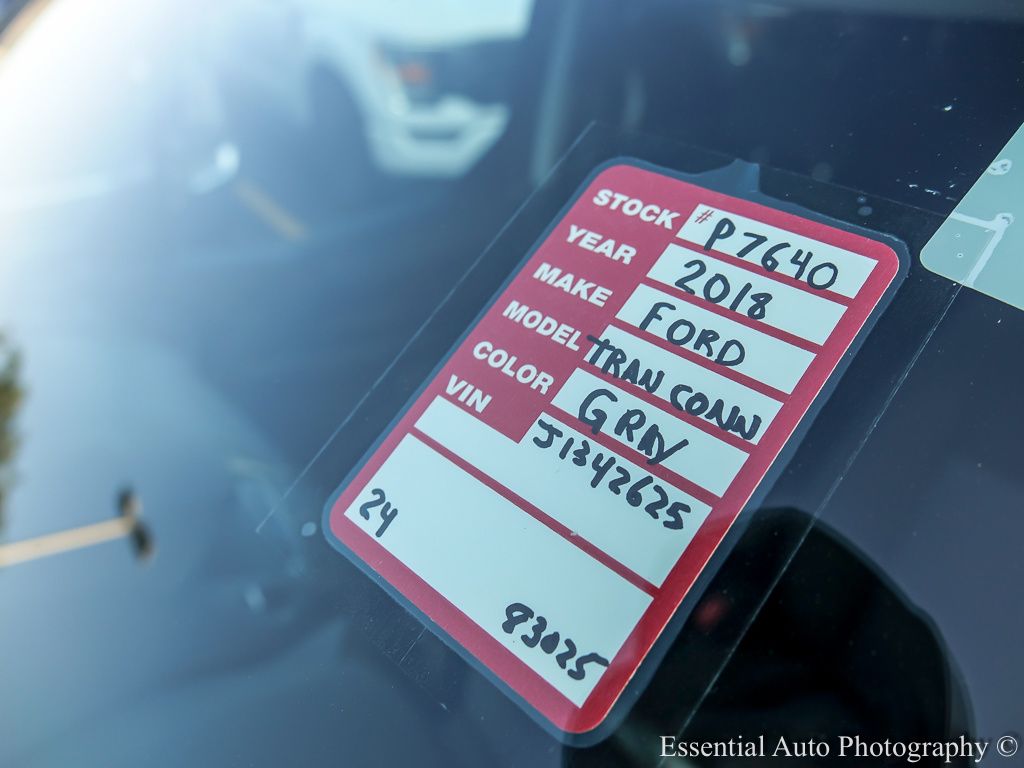 STOCK # P7640
YEAR 2018
MAKE FORD
MODEL TRAN CONN
COLOR GRAY
VIN J1342625
24
83025
Essential Auto Photography ©